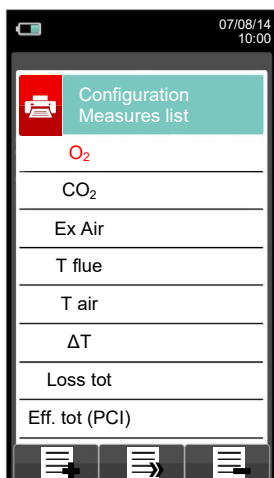 07/08/14
10:00
Configuration
Measures list
O₂
CO₂
Ex Air
T flue
T air
ΔT
Loss tot
Eff. tot (PCI)